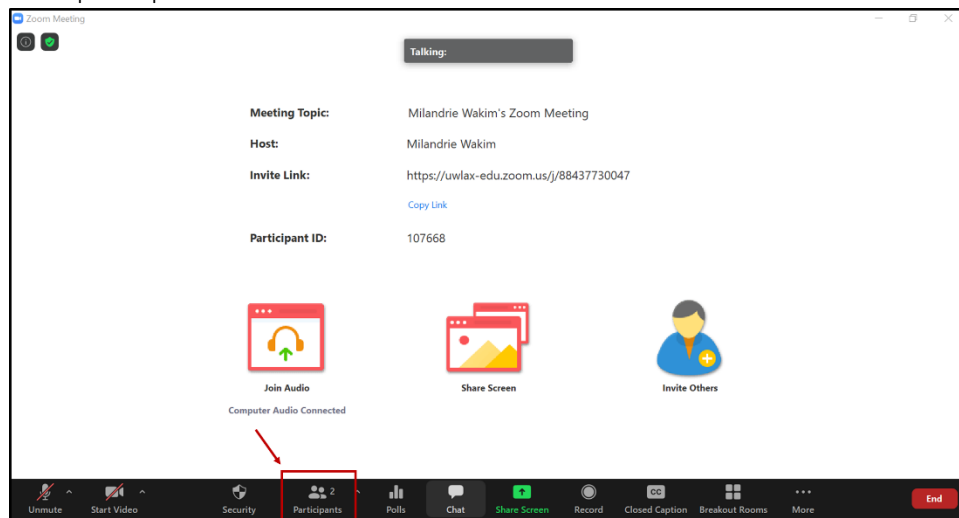 Zoom Meeting
Talking:
Meeting Topic: Milandrie Wakim's Zoom Meeting
Host: Milandrie Wakim
Invite Link: https://uwlax-edu.zoom.us/j/88437730047
Copy Link
Participant ID: 107668
Join Audio Share Screen Invite Others
Computer Audio Connected
2
Unmute Start Video Security Participants Polls Chat Share Screen Record CC Closed Caption Breakout Rooms More End